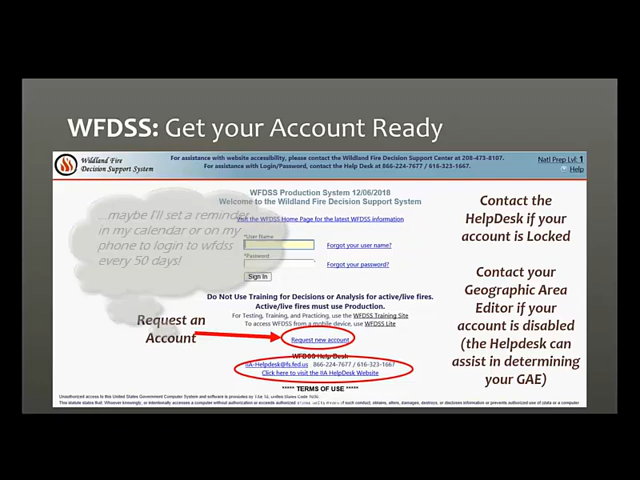 WFDSS: Get your Account Ready
Wildland Fire
Decision Support System
For assistance with website accessibility, please contact the Wildland Fire Decision Support Center at 208-473-8107.
For assistance with Login/Password, contact the Help Desk at 866-224-7677 / 616-323-1667.
Natl Prep Lvl: 1
Help
WFDSS Production System 12/06/2018
Welcome to the Wildland Fire Decision Support System
Visit the WFDSS Home Page for the latest WFDSS information
...maybe I'll set a reminder
in my calendar or on my
phone to login to wfdss
every 50 days!
*User Name
Forgot your user name?
*Password
Forgot your password?
Sign In
Do Not Use Training for Decisions or Analysis for active/live fires.
Active/live fires must use Production.
For Testing, Training, and Practicing, use the WFDSS Training Site
To access WFDSS from a mobile device, use WFDSS Lite
Request an
Account
Request new account
WFDSS Help Desk
IIA-Helpdesk@fs.fed.us 866-224-7677 / 616-323-1667
Click here to visit the IIA HelpDesk Website
***** TERMS OF USE *****
Contact the
HelpDesk if your
account is Locked
Contact your
Geographic Area
Editor if your
account is disabled
(the Helpdesk can
assist in determining
your GAE)